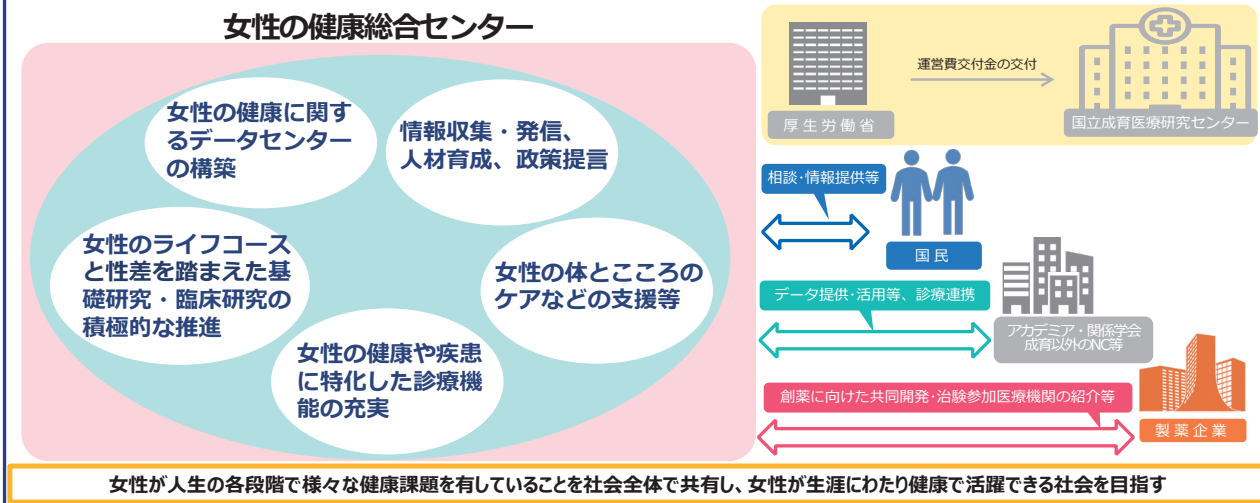 女性の健康総合センター
女性の健康に関す
るデータセンター
の構築
情報収集・発信、
人材育成、政策提言
女性のライフコース
と性差を踏まえた基
礎研究・臨床研究の
積極的な推進
女性の体とこころの
ケアなどの支援等
女性の健康や疾患
に特化した診療機
能の充実
運営費交付金の交付
厚生労働省
国立成育医療研究センター
相談・情報提供等
国民
データ提供・活用等、診療連携
アカデミア・関係学会
成育以外のNC等
創薬に向けた共同開発・治験参加医療機関の紹介等
製薬企業
女性が人生の各段階で様々な健康課題を有していることを社会全体で共有し、女性が生涯にわたり健康で活躍できる社会を目指す